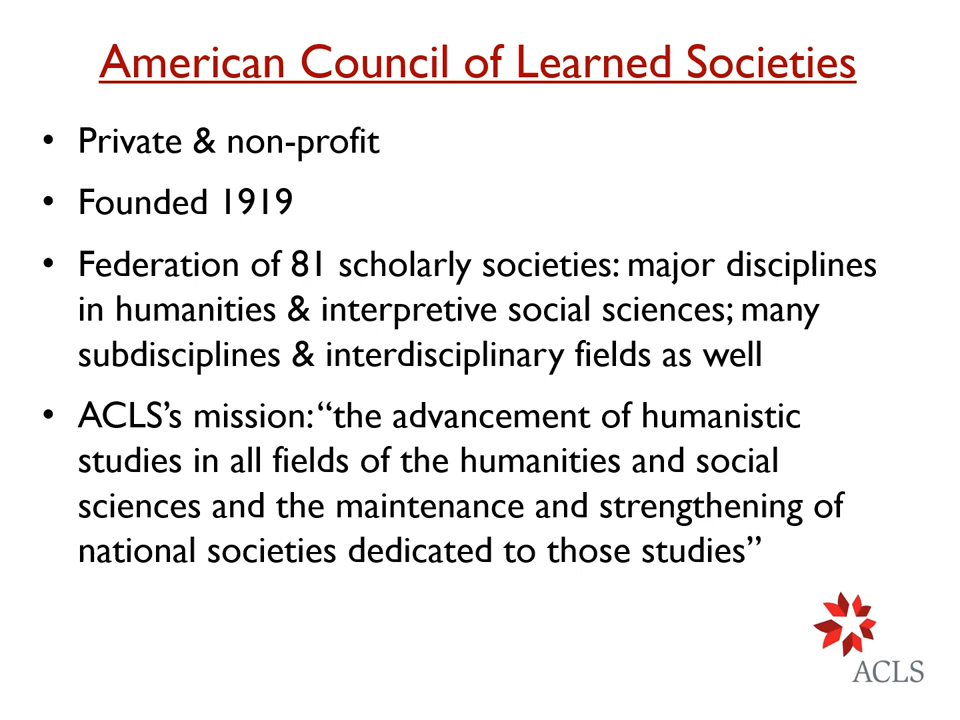 American Council of Learned Societies
• Private & non-profit
• Founded 1919
• Federation of 81 scholarly societies: major disciplines
in humanities & interpretive social sciences; many
subdisciplines & interdisciplinary fields as well
• ACLS’s mission: “the advancement of humanistic
studies in all fields of the humanities and social
sciences and the maintenance and strengthening of
national societies dedicated to those studies”
ACLS